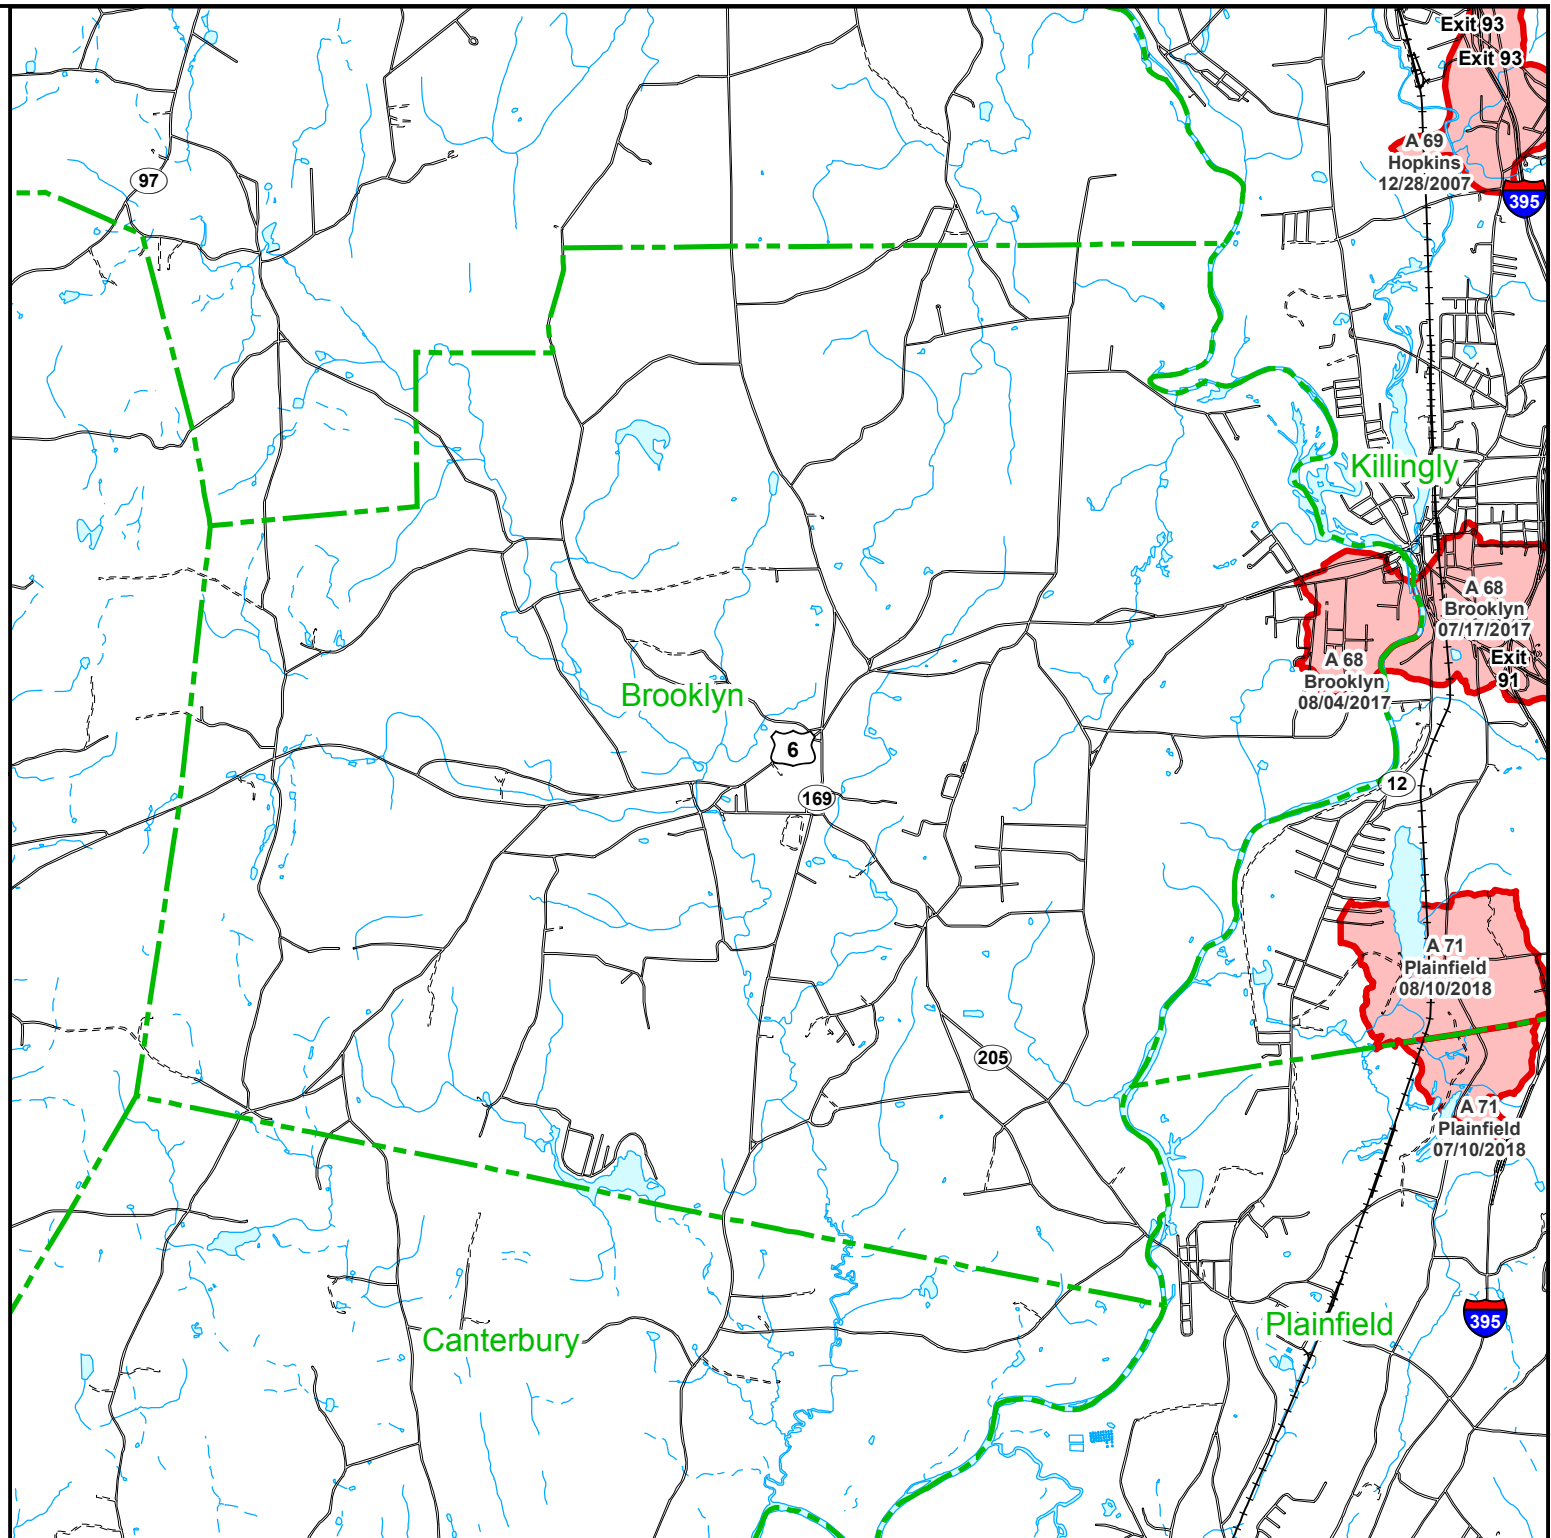 Exit 93
Exit 93
A 69
Hopkins
12/28/2007
395
97
Killingly
A 68
Brooklyn
07/17/2017
Exit
91
A 68
Brooklyn
08/04/2017
Brooklyn
6
169
12
A 71
Plainfield
08/10/2018
205
A 71
Plainfield
07/10/2018
395
Plainfield
Canterbury